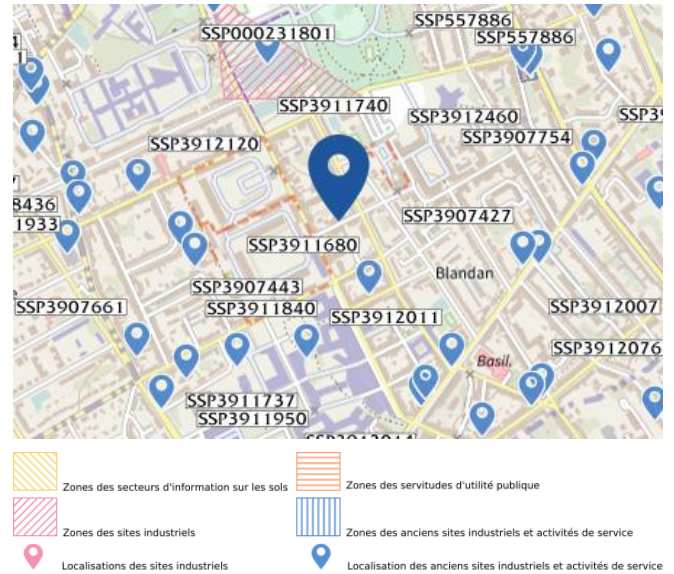 SSP000231801
SSP557886
SSP557886
SSP3911740
SSP3912460
SSP39
SSP3907754
SSP3912120
8436
1933
SSP3907427
SSP3911680
Blandan
SSP3907443
SSP3907661
SSP3911840
SSP3912011
SSP3912007
SSP3912076
Basil.
SSP3911737
SSP3911950
Zones des secteurs d'information sur les sols
Zones des servitudes d'utilité publique
Zones des sites industriels
Zones des anciens sites industriels et activités de service
Localisations des sites industriels
Localisation des anciens sites industriels et activités de service